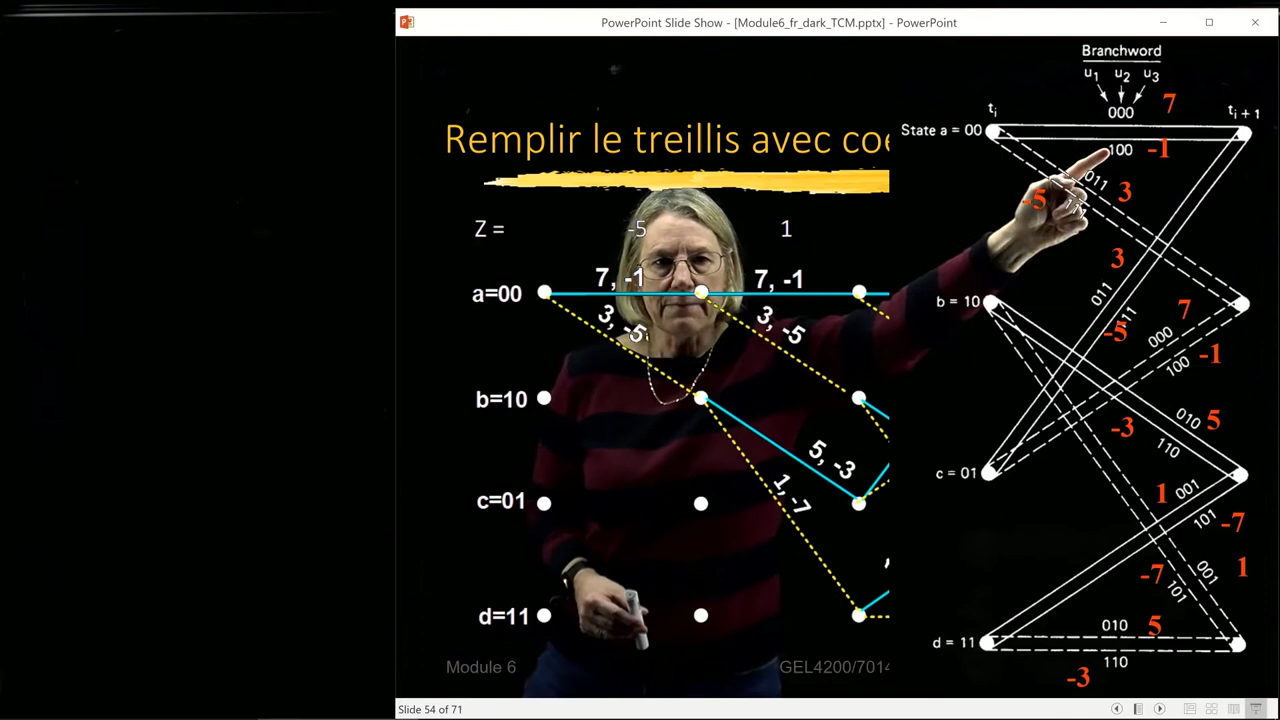 PowerPoint Slide Show - [Module6_fr_dark_TCM.pptx] - PowerPoint
Remplir le treillis avec
Z = -5 1
a=00 7, -1 7, -1
3, -5 3, -5
b=10
5, -3
1, -7
c=01
d=11
Module 6 GEL4200/7014
Branchword
u1 u2 u3
ti 000 7 ti + 1
State a = 00
100 -1
011 3
-5 111
3
011
-5 11
b = 10
7 000
100 -1
-3 010 5
110
c = 01
1 001
101 -7
-7 001 1
101
010 5
d = 11
110
-3
Slide 54 of 71